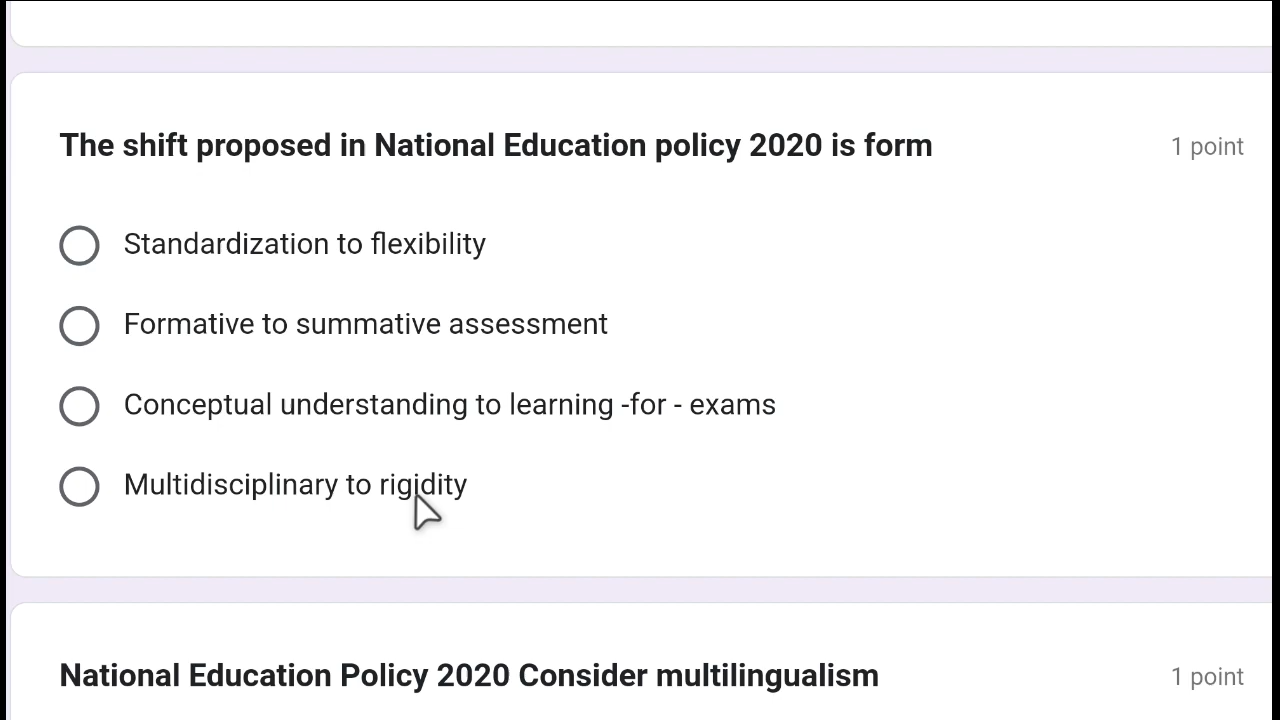 The shift proposed in National Education policy 2020 is form
1 point
Standardization to flexibility
Formative to summative assessment
Conceptual understanding to learning -for - exams
Multidisciplinary to rigidity
National Education Policy 2020 Consider multilingualism
1 point